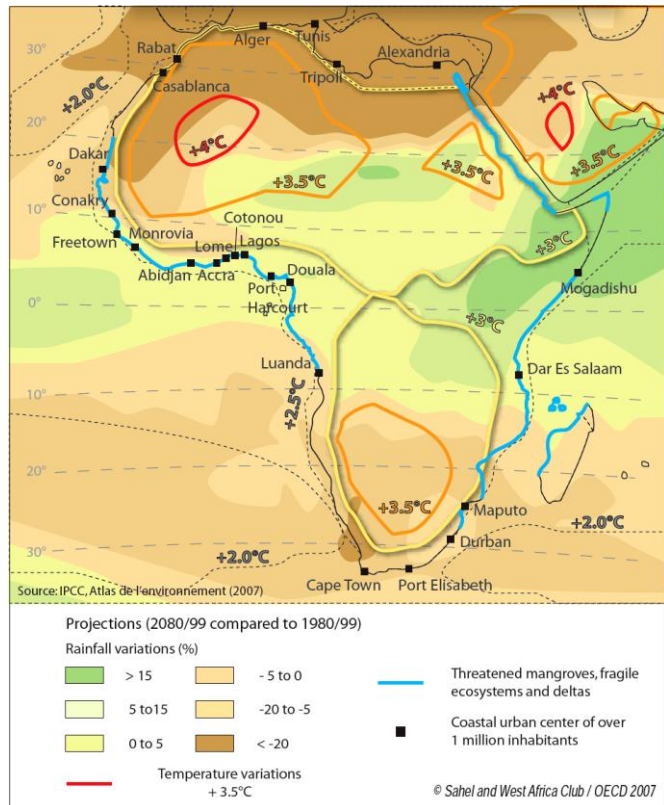 30°
20°
10°
0°
10°
20°
30°
Rabat
Alger
Tunis
Alexandria
Tripoli
Casablanca
+2.0°C
+4°C
+4°C
+3.5°C
+3.5°C
+3.5°C
Dakar
Conakry
Freetown
Monrovia
Cotonou
Lome
Lagos
Abidjan
Accra
Port
Harcourt
Douala
+3°C
+3°C
Mogadishu
Luanda
+2.5°C
Dar Es Salaam
+3.5°C
Maputo
Durban
+2.0°C
+2.0°C
Cape Town
Port Elisabeth
Source: IPCC, Atlas de l'environnement (2007)
Projections (2080/99 compared to 1980/99)
Rainfall variations (%)
> 15
5 to15
0 to 5
- 5 to 0
-20 to -5
< -20
Temperature variations
+ 3.5°C
Threatened mangroves, fragile
ecosystems and deltas
Coastal urban center of over
1 million inhabitants
© Sahel and West Africa Club / OECD 2007